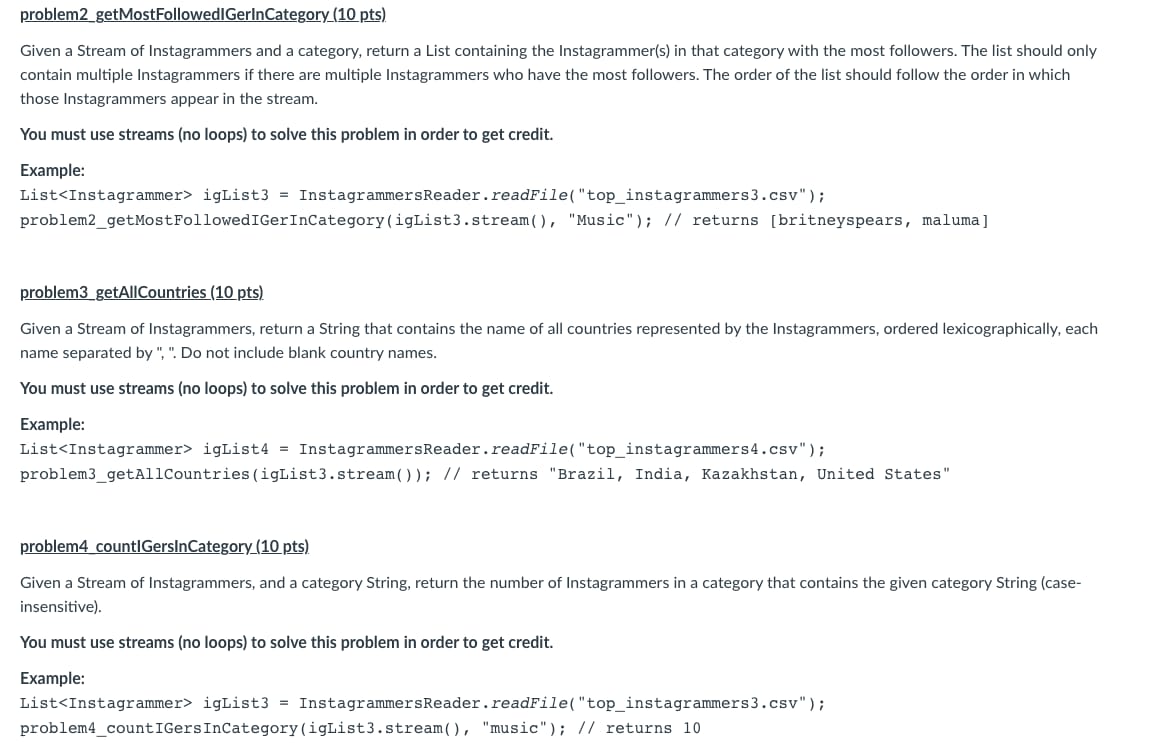 problem2_getMostFollowedIGerInCategory (10 pts)
Given a Stream of Instagrammers and a category, return a List containing the Instagrammer(s) in that category with the most followers. The list should only
contain multiple Instagrammers if there are multiple Instagrammers who have the most followers. The order of the list should follow the order in which
those Instagrammers appear in the stream.
You must use streams (no loops) to solve this problem in order to get credit.
Example:
List<Instagrammer> igList3 = InstagrammersReader.readFile("top_instagrammers3.csv");
problem2_getMostFollowedIGerInCategory(igList3.stream(), "Music"); // returns [britneyspears, maluma]
problem3_getAllCountries (10 pts)
Given a Stream of Instagrammers, return a String that contains the name of all countries represented by the Instagrammers, ordered lexicographically, each
name separated by ", ". Do not include blank country names.
You must use streams (no loops) to solve this problem in order to get credit.
Example:
List<Instagrammer> igList4 = InstagrammersReader.readFile("top_instagrammers4.csv");
problem3_getAllCountries(igList3.stream()); // returns "Brazil, India, Kazakhstan, United States"
problem4_countIGersInCategory (10 pts)
Given a Stream of Instagrammers, and a category String, return the number of Instagrammers in a category that contains the given category String (case-
insensitive).
You must use streams (no loops) to solve this problem in order to get credit.
Example:
List<Instagrammer> igList3 = InstagrammersReader.readFile("top_instagrammers3.csv");
problem4_countIGersInCategory(igList3.stream(), "music"); // returns 10